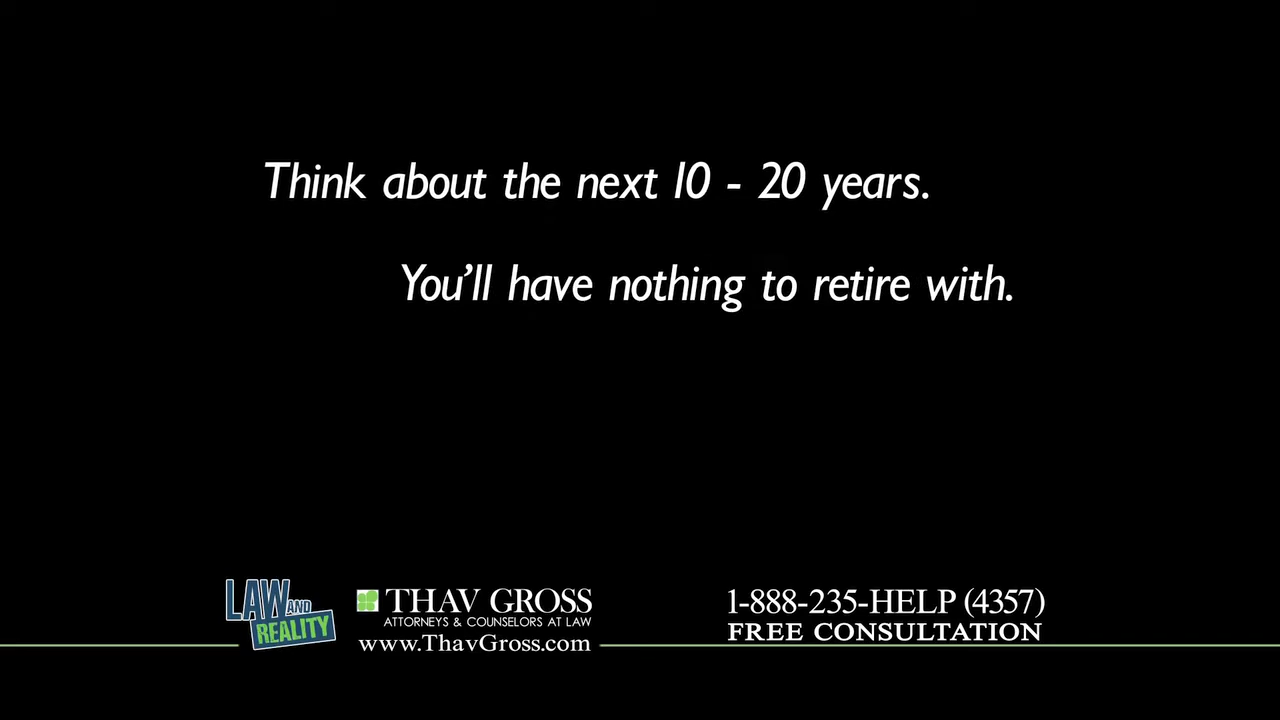 Think about the next 10 - 20 years.
You'll have nothing to retire with.
LAW AND REALITY
THAV GROSS
ATTORNEYS & COUNSELORS AT LAW
www.ThavGross.com
1-888-235-HELP (4357)
FREE CONSULTATION